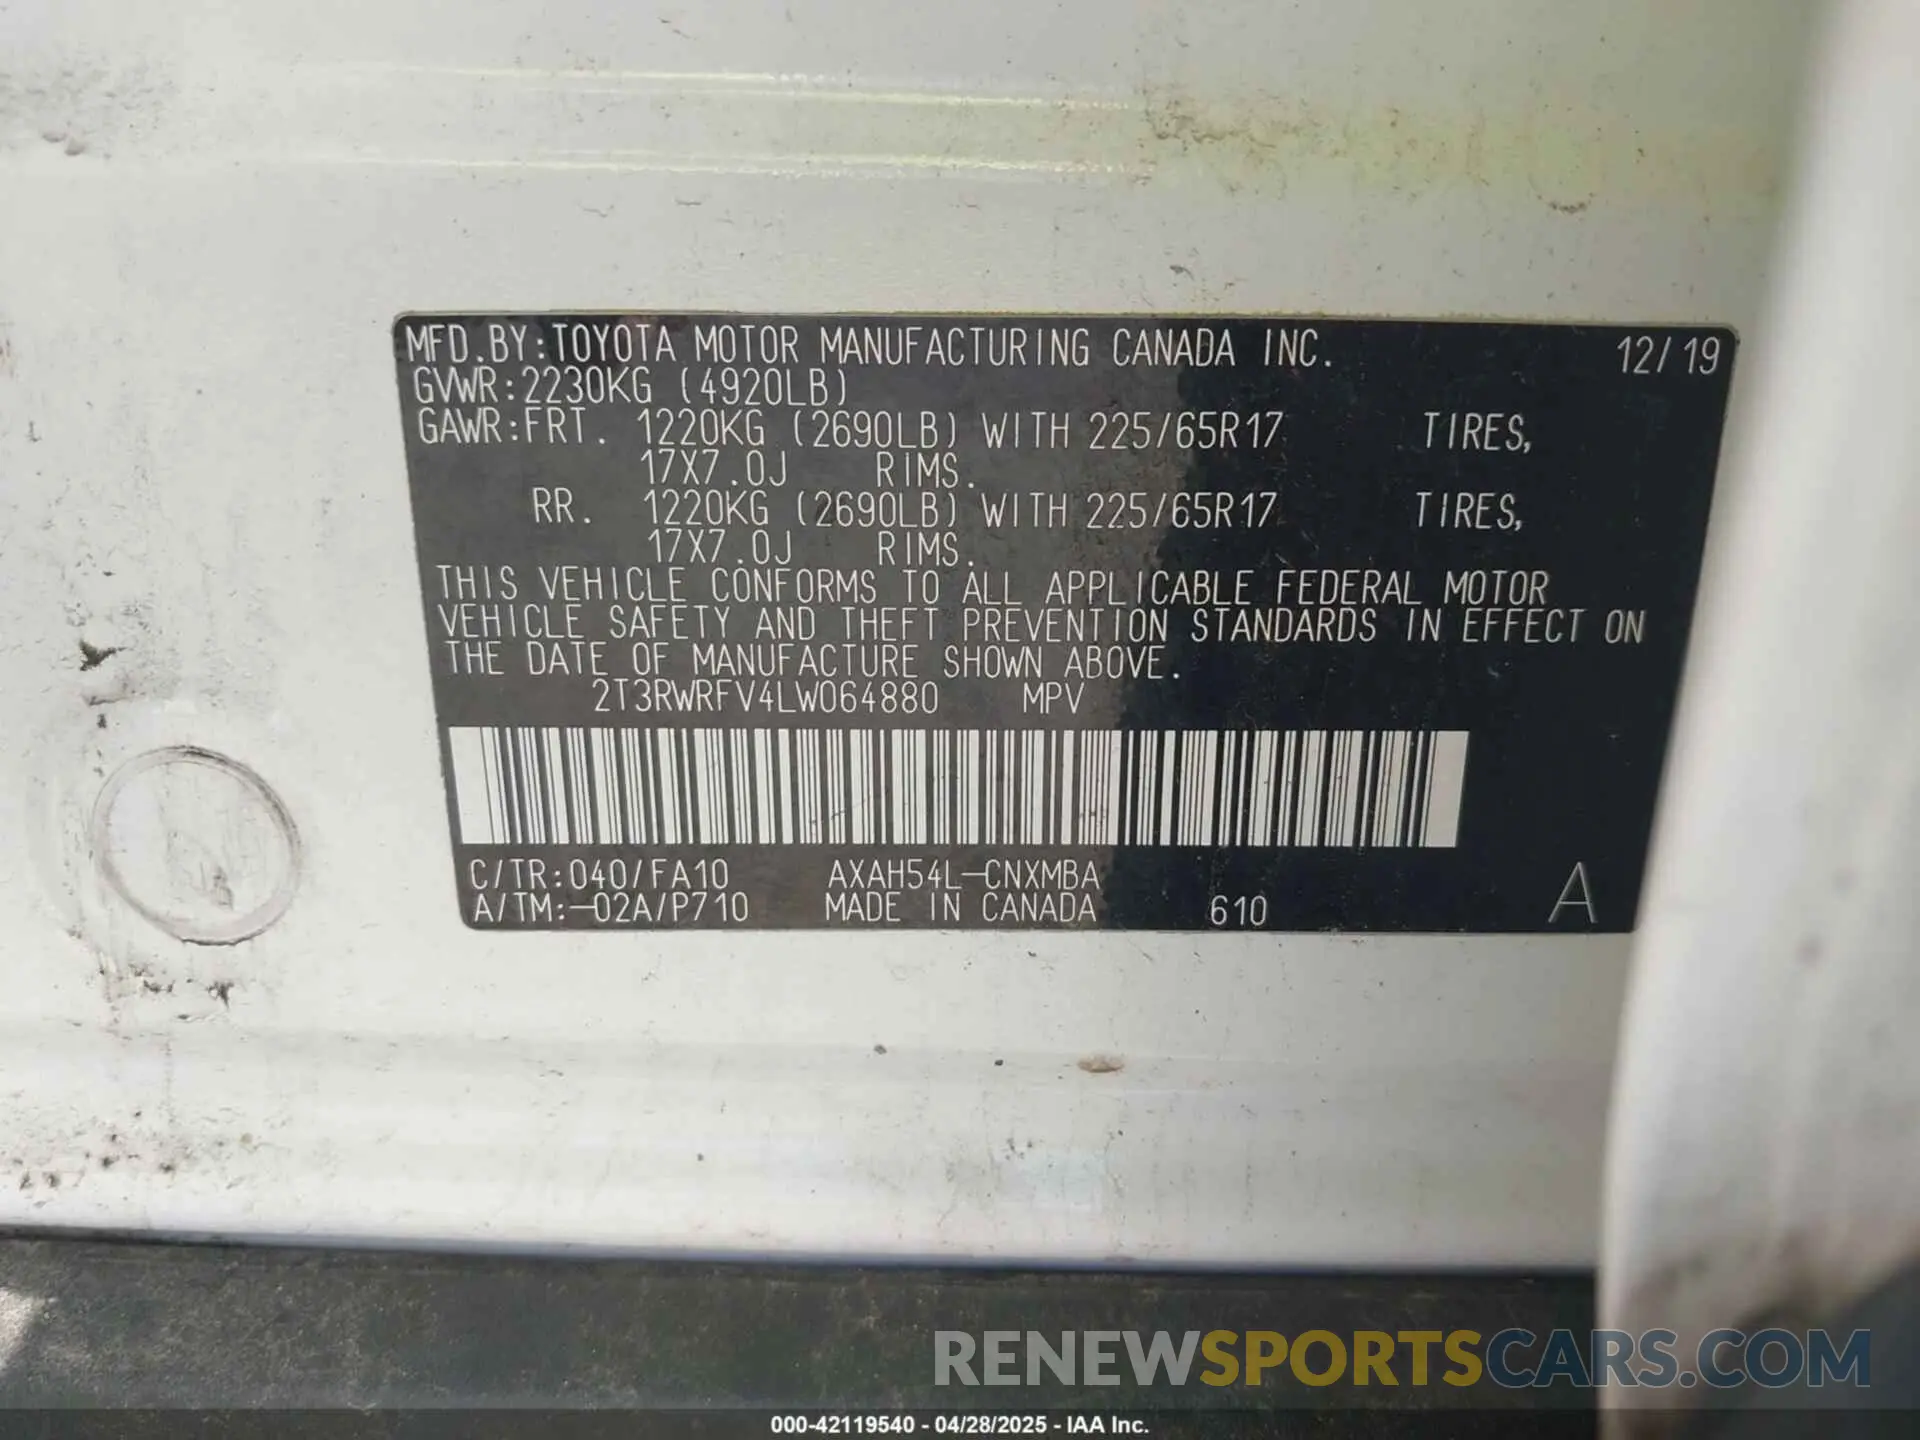 MFD.BY:TOYOTA MOTOR MANUFACTURING CANADA INC. 12/19
GVWR:2230KG (4920LB)
GAWR:FRT. 1220KG (2690LB) WITH 225/65R17 TIRES,
17X7.0J RIMS.
RR. 1220KG (2690LB) WITH 225/65R17 TIRES,
17X7.0J RIMS.
THIS VEHICLE CONFORMS TO ALL APPLICABLE FEDERAL MOTOR
VEHICLE SAFETY AND THEFT PREVENTION STANDARDS IN EFFECT ON
THE DATE OF MANUFACTURE SHOWN ABOVE.
2T3RWRFV4LW064880 MPV
C/TR:040/FA10 AXAH54L-CNXMBA
A/TM:-02A/P710 MADE IN CANADA 610 A
RENEWSPORTSCARS.COM
000-42119540 - 04/28/2025 - IAA Inc.